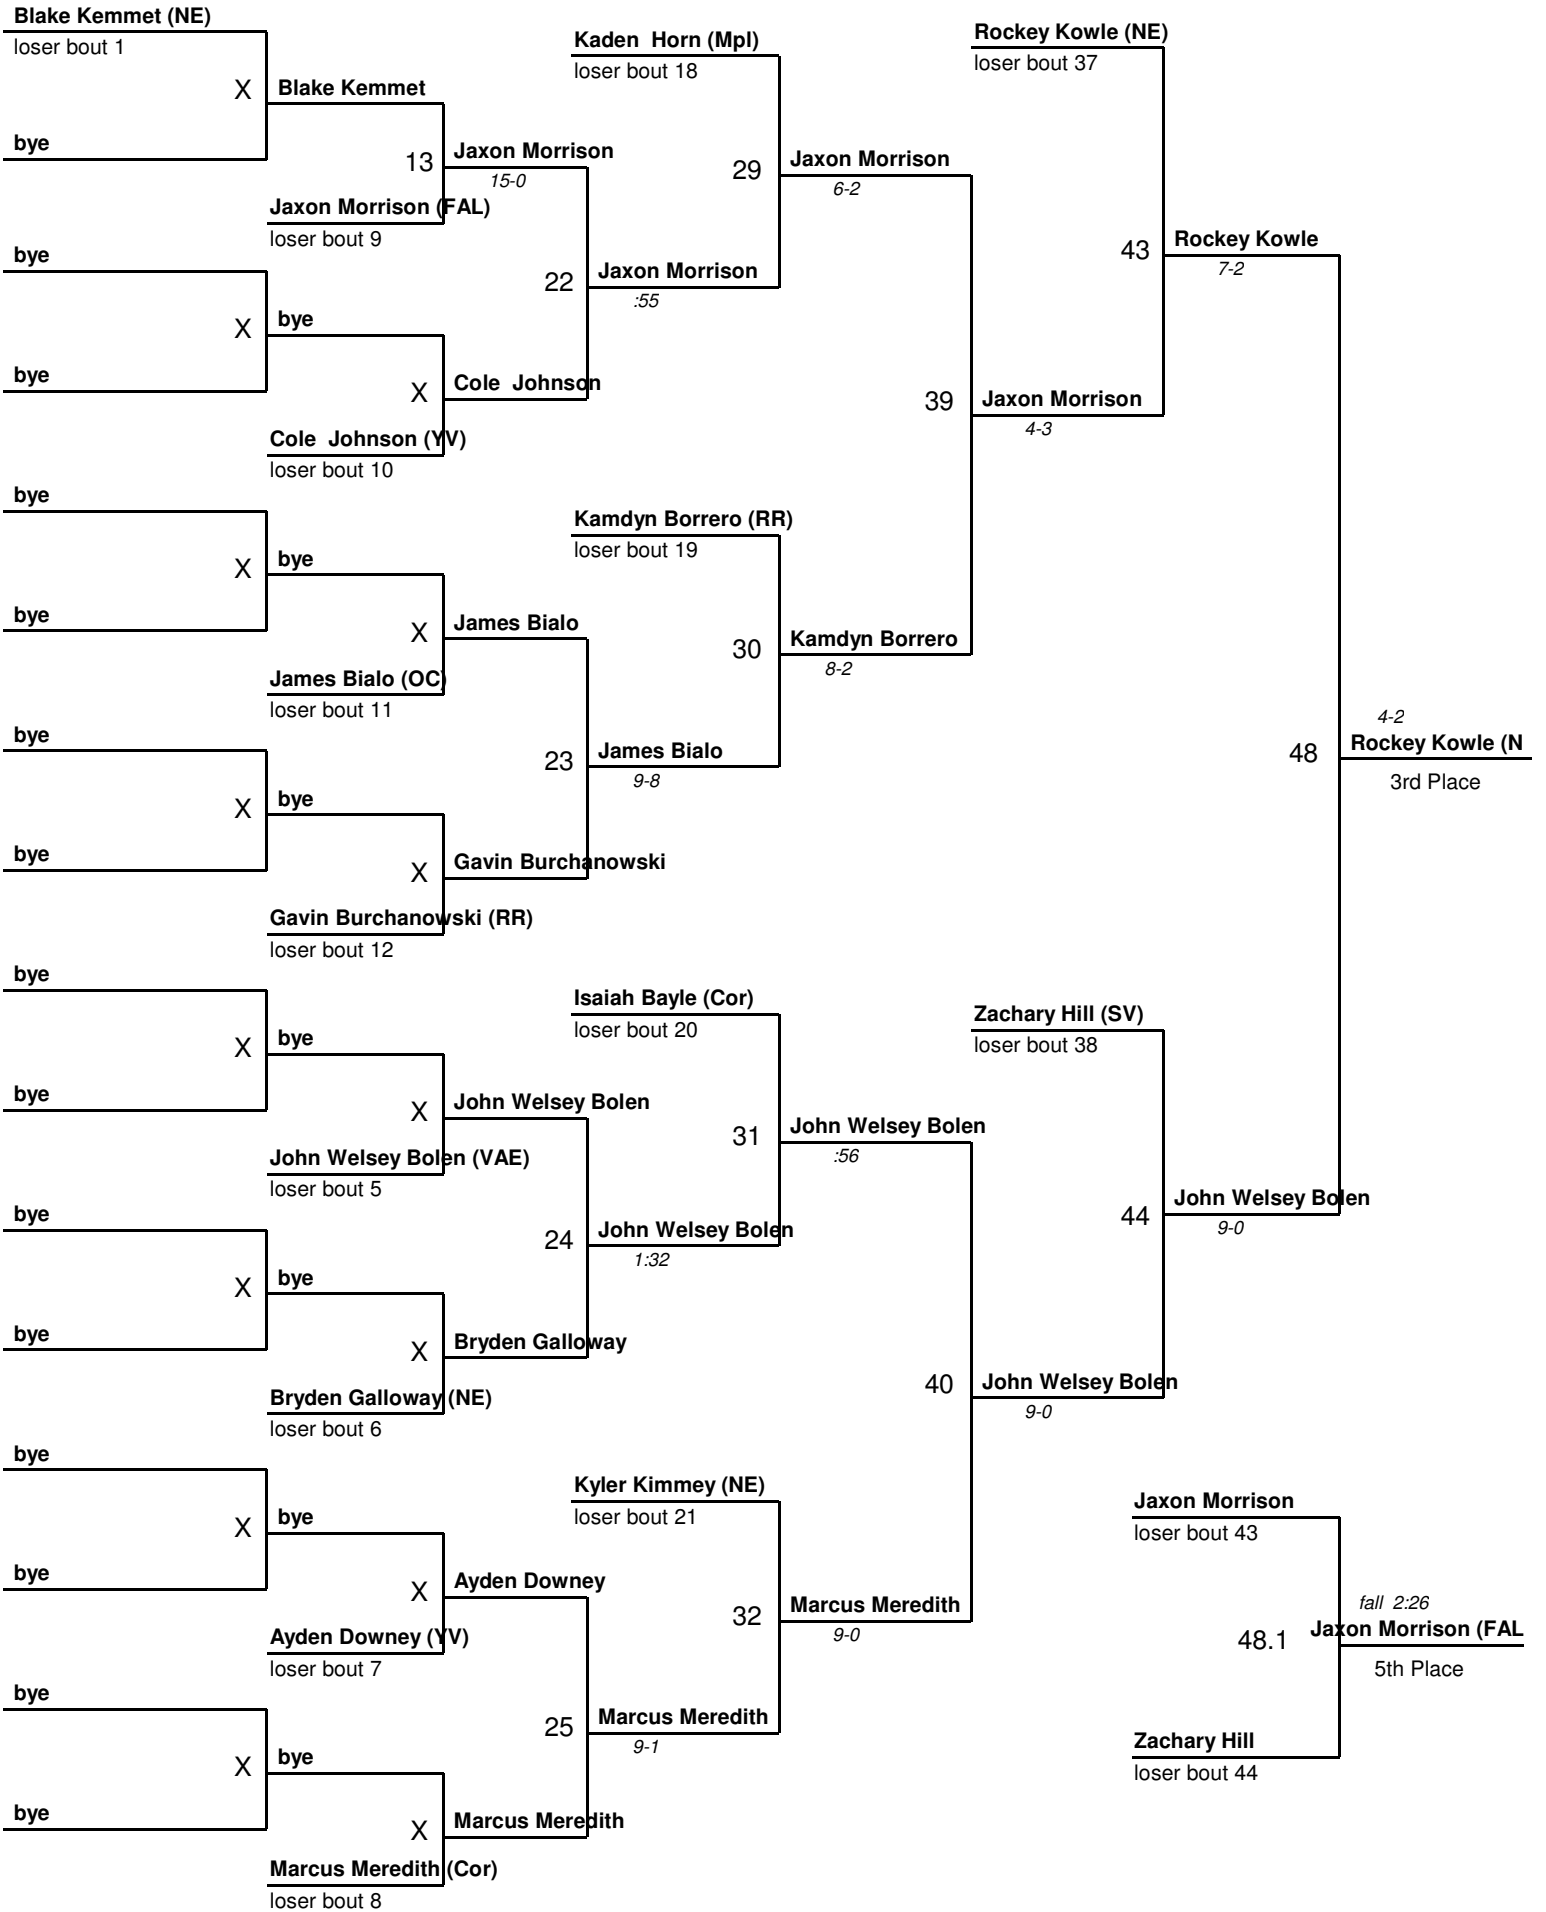 Blake Kemmet (NE)
loser bout 1
X
bye
Blake Kemmet
13
Jaxon Morrison (FAL)
loser bout 9
Jaxon Morrison
15-0
bye
X
bye
bye
X
Cole  Johnson (YV)
loser bout 10
Cole  Johnson
22
Jaxon Morrison
:55
Kaden  Horn (Mpl)
loser bout 18
29
Jaxon Morrison
6-2
bye
X
bye
bye
X
James Bialo (OC)
loser bout 11
James Bialo
bye
X
bye
bye
X
Gavin Burchanowski (RR)
loser bout 12
Gavin Burchanowski
23
James Bialo
9-8
Kamdyn Borrero (RR)
loser bout 19
30
Kamdyn Borrero
8-2
39
Jaxon Morrison
4-3
Rockey Kowle (NE)
loser bout 37
43
Rockey Kowle
7-2
bye
X
bye
bye
X
John Welsey Bolen (VAE)
loser bout 5
John Welsey Bolen
bye
X
bye
bye
X
Bryden Galloway (NE)
loser bout 6
Bryden Galloway
24
John Welsey Bolen
1:32
Isaiah Bayle (Cor)
loser bout 20
31
John Welsey Bolen
:56
bye
X
bye
bye
X
Ayden Downey (YV)
loser bout 7
Ayden Downey
bye
X
bye
bye
X
Marcus Meredith (Cor)
loser bout 8
Marcus Meredith
25
Marcus Meredith
9-1
Kyler Kimmey (NE)
loser bout 21
32
Marcus Meredith
9-0
40
John Welsey Bolen
9-0
Zachary Hill (SV)
loser bout 38
44
John Welsey Bolen
9-0
48
4-2
Rockey Kowle (N
3rd Place
Jaxon Morrison
loser bout 43
48.1
Zachary Hill
loser bout 44
fall  2:26
Jaxon Morrison (FAL
5th Place